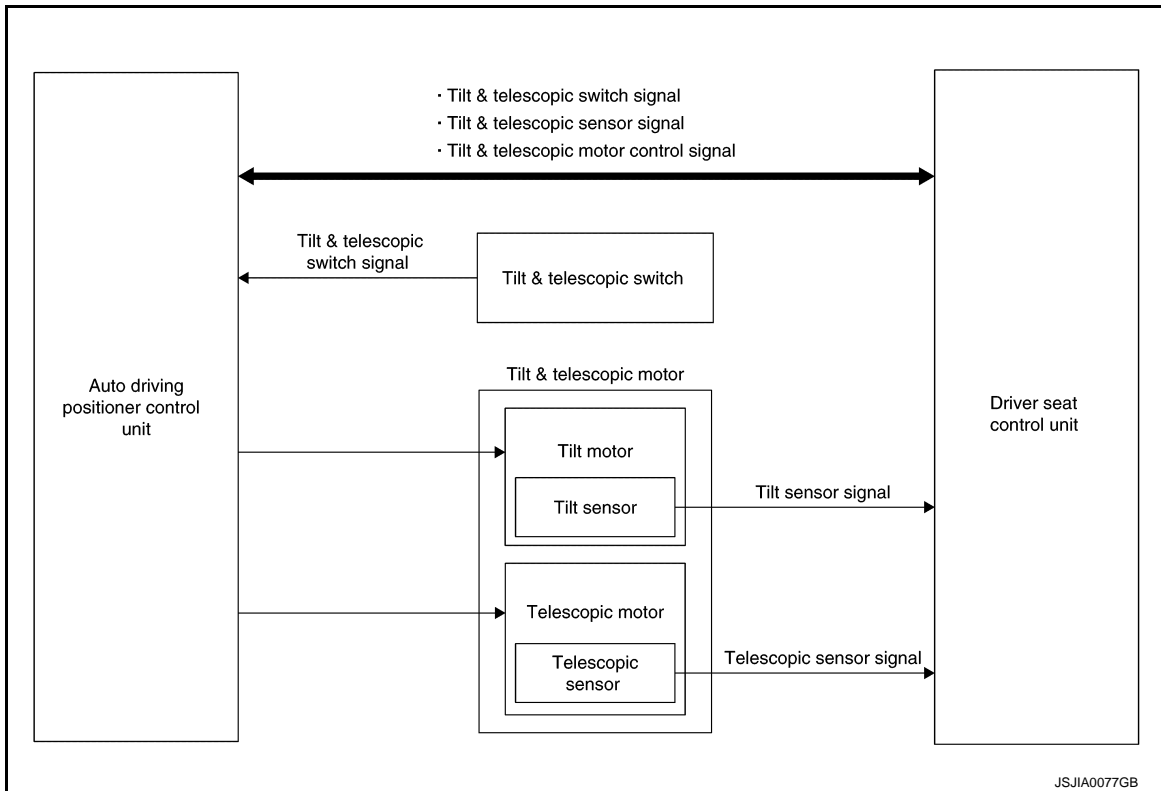 · Tilt & telescopic switch signal
· Tilt & telescopic sensor signal
· Tilt & telescopic motor control signal
Tilt & telescopic
switch signal
Tilt & telescopic switch
Auto driving
positioner control
unit
Tilt & telescopic motor
Tilt motor
Tilt sensor
Tilt sensor signal
Telescopic motor
Telescopic
sensor
Telescopic sensor signal
Driver seat
control unit
JSJIA0077GB